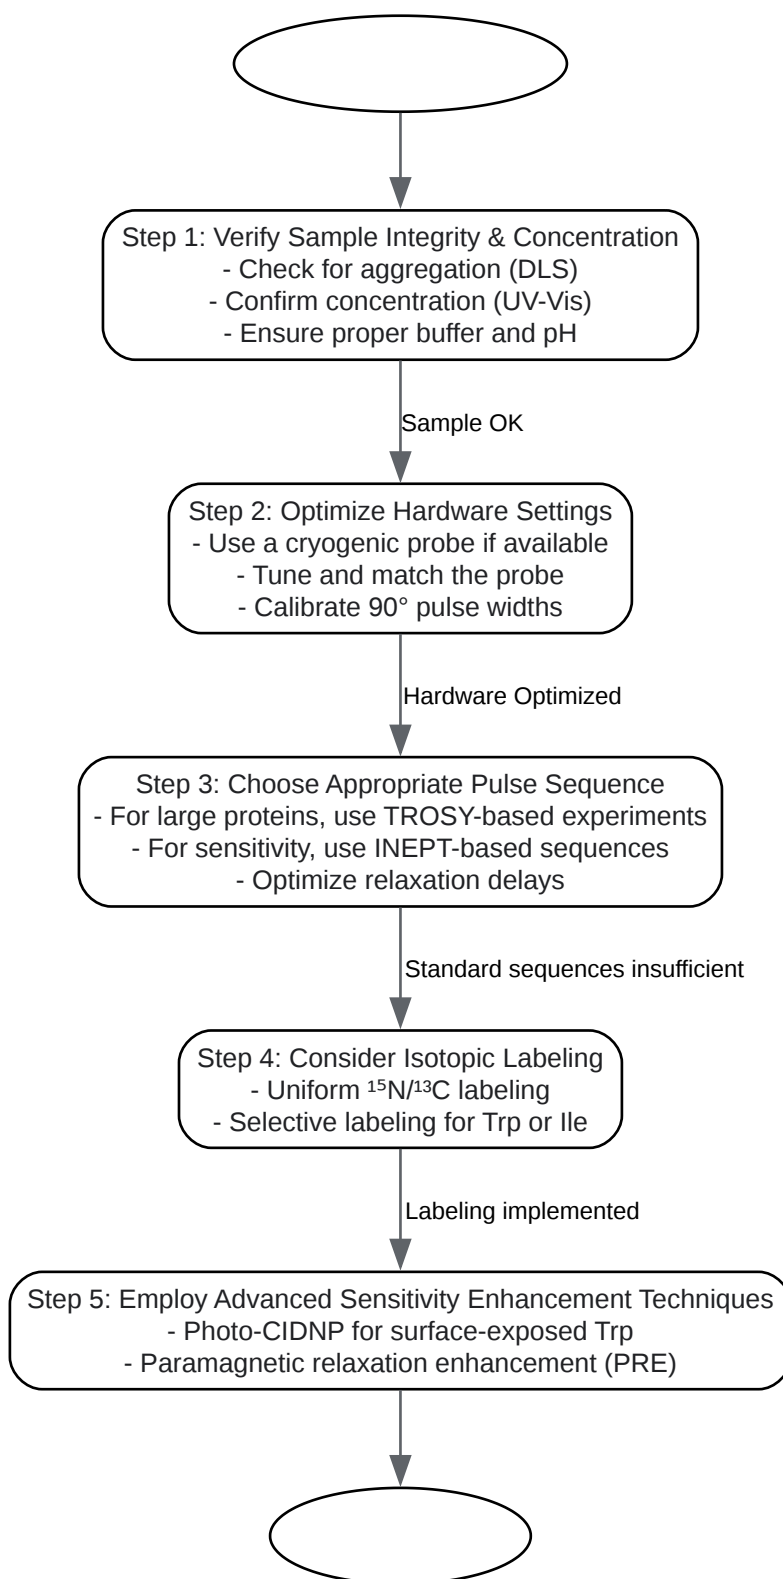 Step 1: Verify Sample Integrity & Concentration
- Check for aggregation (DLS)
- Confirm concentration (UV-Vis)
- Ensure proper buffer and pH
Sample OK
Step 2: Optimize Hardware Settings
- Use a cryogenic probe if available
- Tune and match the probe
- Calibrate 90° pulse widths
Hardware Optimized
Step 3: Choose Appropriate Pulse Sequence
- For large proteins, use TROSY-based experiments
- For sensitivity, use INEPT-based sequences
- Optimize relaxation delays
Standard sequences insufficient
Step 4: Consider Isotopic Labeling
- Uniform ¹⁵N/¹³C labeling
- Selective labeling for Trp or Ile
Labeling implemented
Step 5: Employ Advanced Sensitivity Enhancement Techniques
- Photo-CIDNP for surface-exposed Trp
- Paramagnetic relaxation enhancement (PRE)